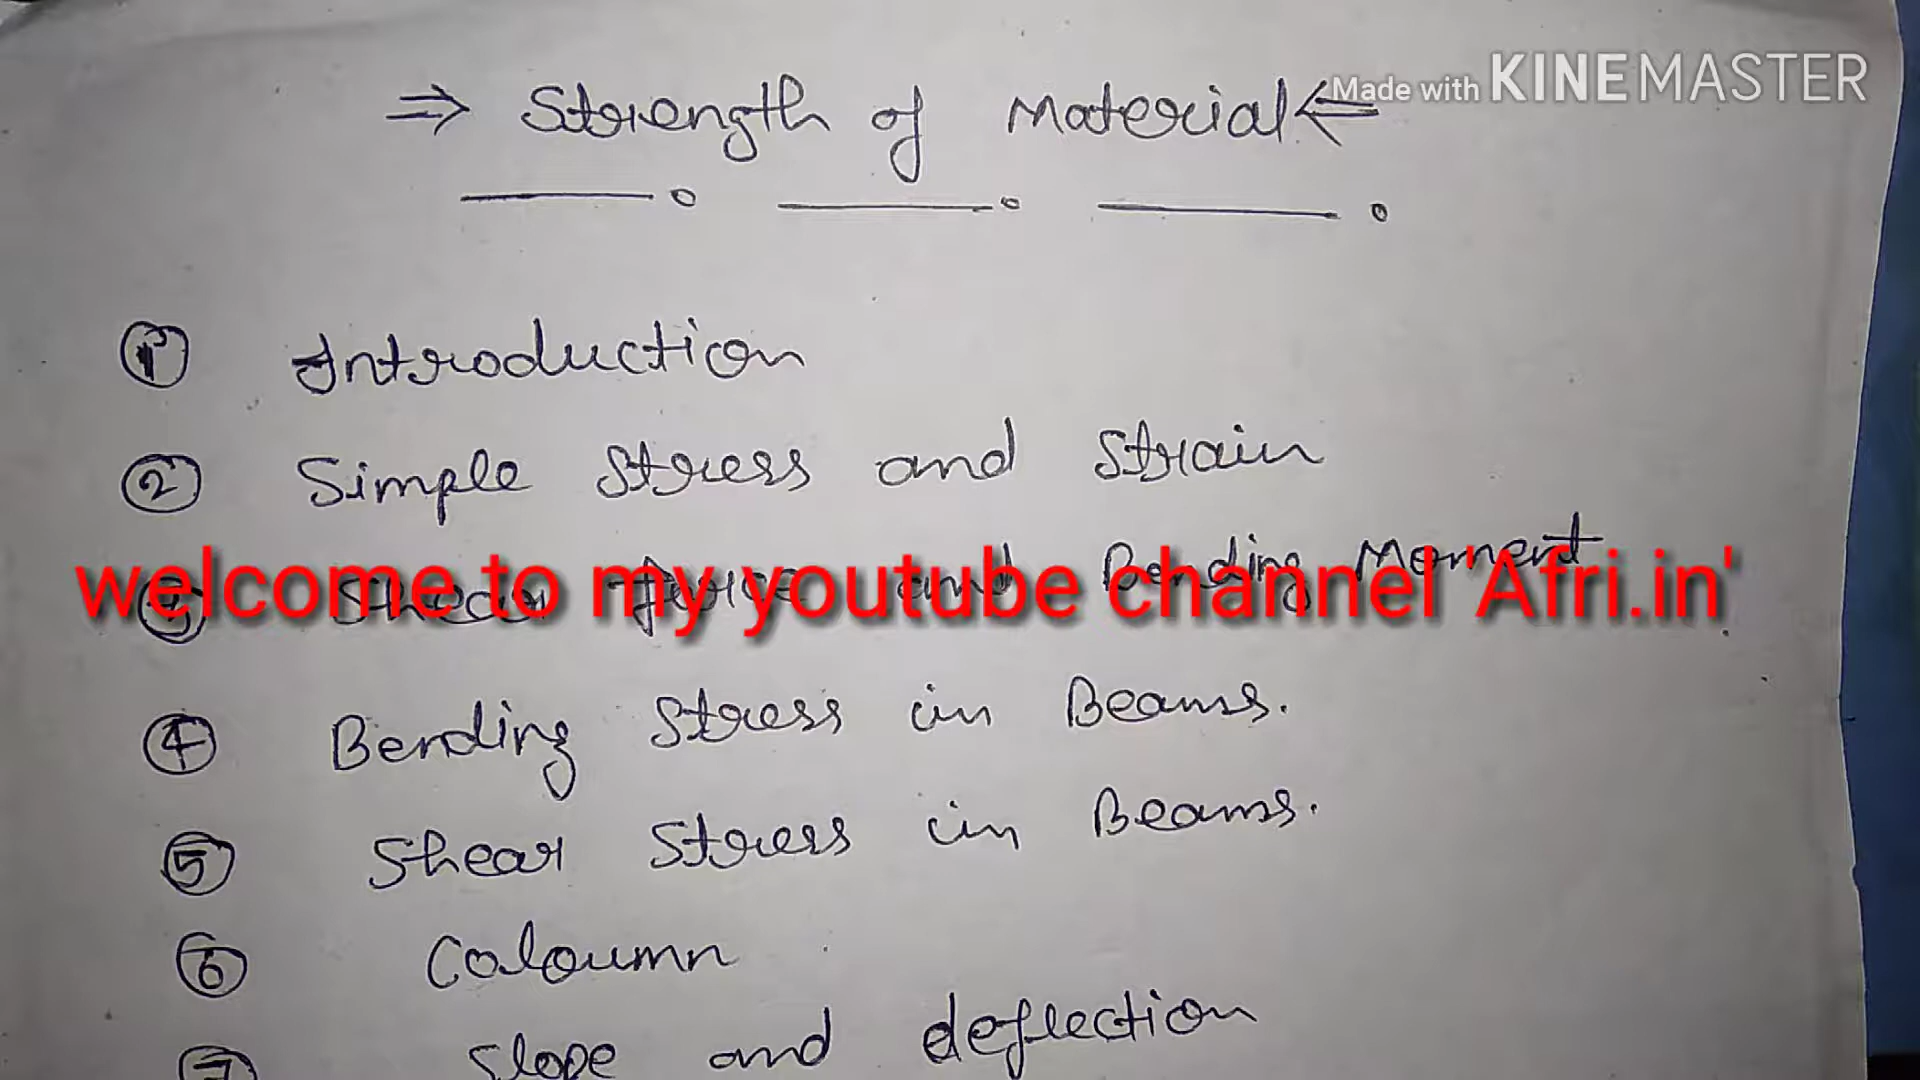 Made with KINEMASTER
⇒ Strength of Material ⇐
① Introduction
② Simple Stress and Strain
③ Shear force and Bending Moment
welcome to my youtube channel 'Afri.in'
④ Bending Stress in Beams.
⑤ Shear Stress in Beams.
⑥ Coloumn
⑦ Slope and deflection